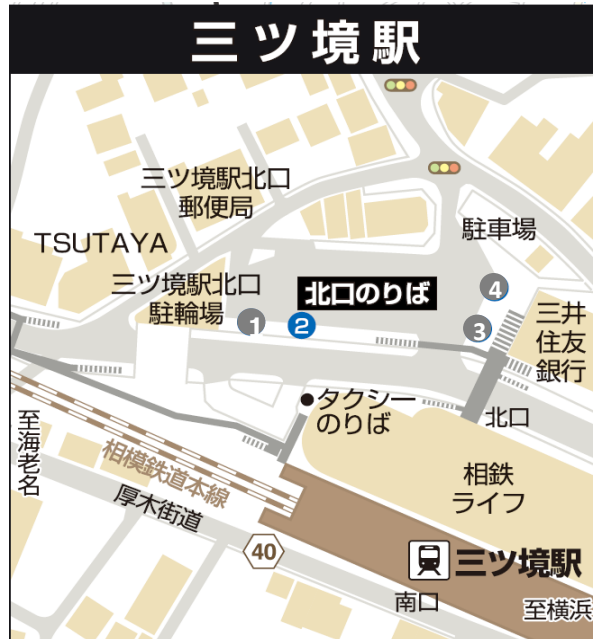 三ツ境駅
三ツ境駅北口
郵便局
TSUTAYA
駐車場
三ツ境駅北口
駐輪場
北口のりば
4
1
2
3
三井
住友
銀行
タクシー
のりば
北口
至海老名
相模鉄道本線
相鉄
ライフ
厚木街道
40
三ツ境駅
南口
至横浜